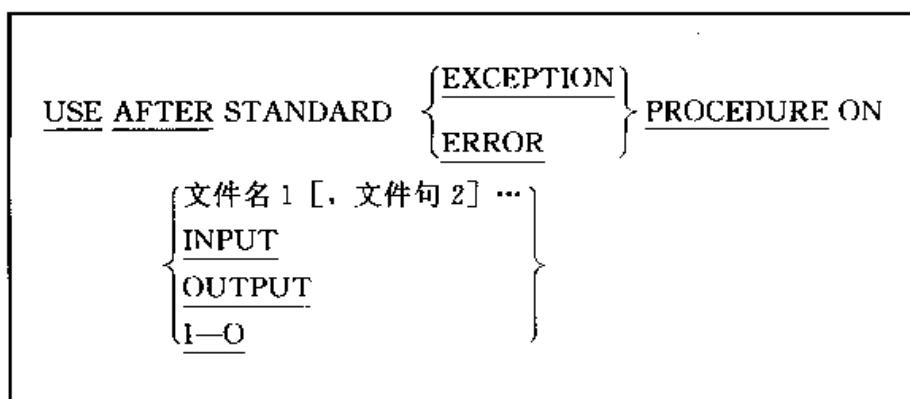 EXCEPTION
USE AFTER STANDARD PROCEDURE ON
ERROR
文件名 1 [, 文件句 2] …
INPUT
OUTPUT
I—O